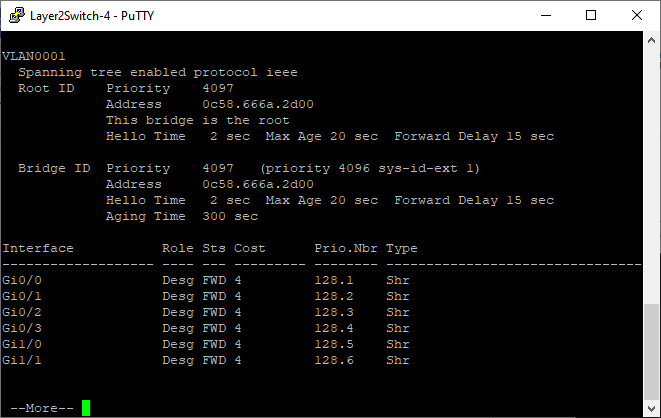 Layer2Switch-4 - PuTTY
VLAN0001
  Spanning tree enabled protocol ieee
  Root ID    Priority    4097
             Address     0c58.666a.2d00
             This bridge is the root
             Hello Time   2 sec  Max Age 20 sec  Forward Delay 15 sec
  Bridge ID  Priority    4097   (priority 4096 sys-id-ext 1)
             Address     0c58.666a.2d00
             Hello Time   2 sec  Max Age 20 sec  Forward Delay 15 sec
             Aging Time  300 sec
Interface           Role Sts Cost      Prio.Nbr Type
------------------- ---- --- --------- -------- --------------------------------
Gi0/0               Desg FWD 4         128.1    Shr
Gi0/1               Desg FWD 4         128.2    Shr
Gi0/2               Desg FWD 4         128.3    Shr
Gi0/3               Desg FWD 4         128.4    Shr
Gi1/0               Desg FWD 4         128.5    Shr
Gi1/1               Desg FWD 4         128.6    Shr
 --More--